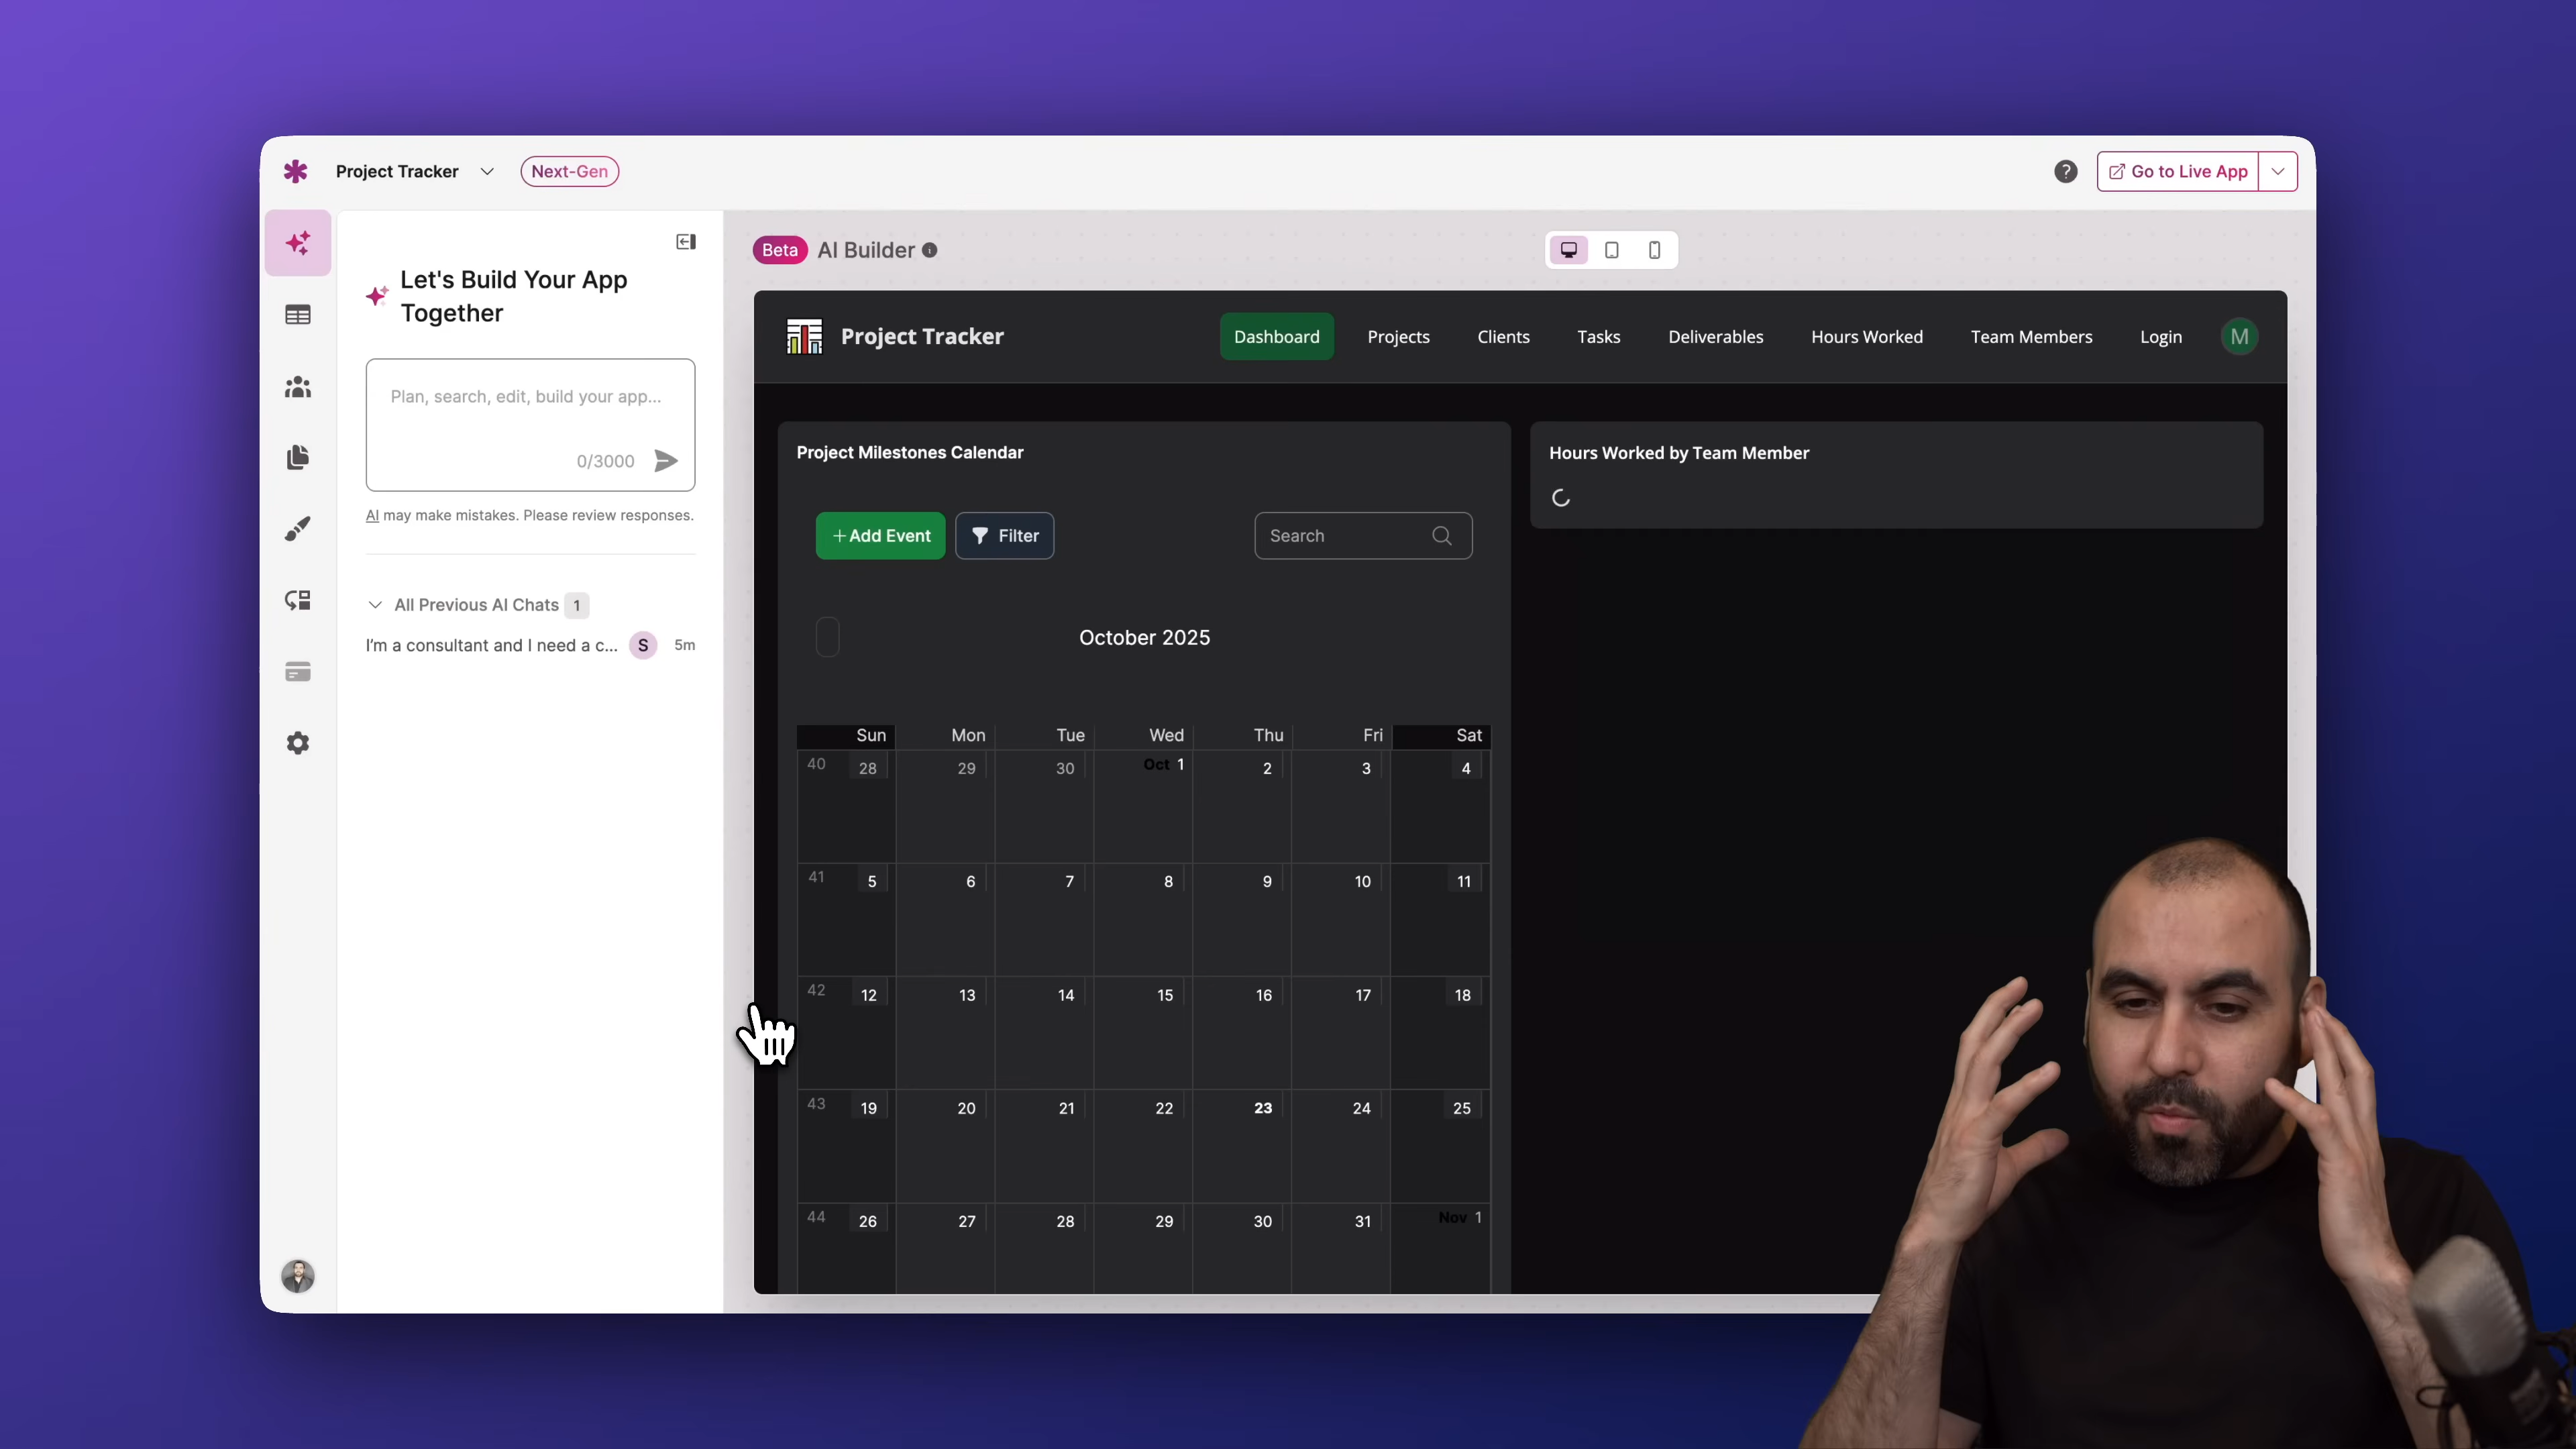 Project Tracker
Next-Gen
?
Go to Live App
Let's Build Your App
Together
Plan, search, edit, build your app...
0/3000
AI may make mistakes. Please review responses.
All Previous AI Chats 1
I'm a consultant and I need a c... S 5m
Beta AI Builder
Project Tracker
Dashboard Projects Clients Tasks Deliverables Hours Worked Team Members Login M
Project Milestones Calendar
+Add Event Filter Search
October 2025
Sun Mon Tue Wed Thu Fri Sat
40 28 29 30 Oct 1 2 3 4
41 5 6 7 8 9 10 11
42 12 13 14 15 16 17 18
43 19 20 21 22 23 24 25
44 26 27 28 29 30 31 Nov 1
Hours Worked by Team Member